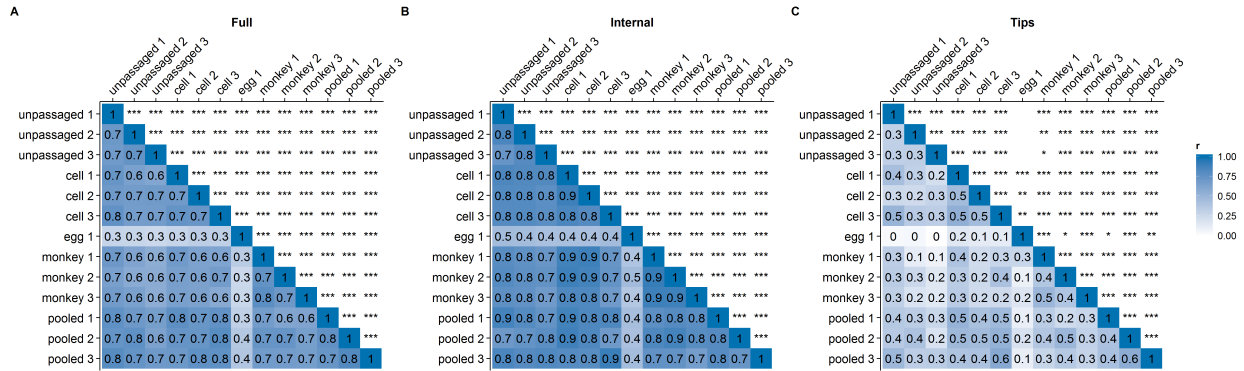 A
Full
unpassaged 1 unpassaged 2 unpassaged 3 cell 1 cell 2 cell 3 egg 1 monkey 1 monkey 2 monkey 3 pooled 1 pooled 2 pooled 3
unpassaged 1 1 *** *** *** *** *** *** *** *** *** *** *** ***
unpassaged 2 0.7 1 *** *** *** *** *** *** *** *** *** *** ***
unpassaged 3 0.7 0.7 1 *** *** *** *** *** *** *** *** *** ***
cell 1 0.7 0.6 0.6 1 *** *** *** *** *** *** *** *** ***
cell 2 0.7 0.7 0.7 0.7 1 *** *** *** *** *** *** *** ***
cell 3 0.8 0.7 0.7 0.7 0.7 1 *** *** *** *** *** *** ***
egg 1 0.3 0.3 0.3 0.3 0.3 0.3 1 *** *** *** *** *** ***
monkey 1 0.7 0.6 0.6 0.7 0.6 0.6 0.3 1 *** *** *** *** ***
monkey 2 0.7 0.6 0.6 0.7 0.6 0.6 0.3 0.7 1 *** *** *** ***
monkey 3 0.7 0.6 0.6 0.7 0.6 0.6 0.3 0.8 0.7 1 *** *** ***
pooled 1 0.8 0.7 0.7 0.8 0.7 0.8 0.3 0.7 0.6 0.6 1 *** ***
pooled 2 0.7 0.8 0.6 0.7 0.7 0.8 0.4 0.7 0.7 0.7 0.8 1 ***
pooled 3 0.8 0.7 0.7 0.7 0.8 0.8 0.4 0.7 0.7 0.7 0.7 0.8 1
B
Internal
unpassaged 1 unpassaged 2 unpassaged 3 cell 1 cell 2 cell 3 egg 1 monkey 1 monkey 2 monkey 3 pooled 1 pooled 2 pooled 3
unpassaged 1 1 *** *** *** *** *** *** *** *** *** *** *** ***
unpassaged 2 0.8 1 *** *** *** *** *** *** *** *** *** *** ***
unpassaged 3 0.7 0.8 1 *** *** *** *** *** *** *** *** *** ***
cell 1 0.8 0.8 0.8 1 *** *** *** *** *** *** *** *** ***
cell 2 0.8 0.8 0.8 0.9 1 *** *** *** *** *** *** *** ***
cell 3 0.8 0.8 0.8 0.8 0.8 1 *** *** *** *** *** *** ***
egg 1 0.5 0.4 0.4 0.4 0.4 0.4 1 *** *** *** *** *** ***
monkey 1 0.8 0.8 0.7 0.9 0.9 0.7 0.4 1 *** *** *** *** ***
monkey 2 0.8 0.8 0.7 0.9 0.9 0.8 0.5 0.9 1 *** *** *** ***
monkey 3 0.8 0.8 0.7 0.9 0.8 0.7 0.4 0.9 0.9 1 *** *** ***
pooled 1 0.9 0.8 0.7 0.9 0.8 0.8 0.4 0.8 0.8 0.8 1 *** ***
pooled 2 0.7 0.7 0.8 0.9 0.8 0.8 0.4 0.8 0.9 0.8 0.8 1 ***
pooled 3 0.8 0.8 0.8 0.8 0.8 0.9 0.4 0.8 0.8 0.7 0.8 0.7 1
C
Tips
unpassaged 1 unpassaged 2 unpassaged 3 cell 1 cell 2 cell 3 egg 1 monkey 1 monkey 2 monkey 3 pooled 1 pooled 2 pooled 3
unpassaged 1 1 *** *** *** *** *** *** *** *** *** *** ***
unpassaged 2 0.3 1 *** *** *** *** ** *** *** *** *** ***
unpassaged 3 0.3 0.3 1 *** *** *** * *** *** *** *** ***
cell 1 0.4 0.3 0.2 1 *** *** *** *** *** *** *** *** ***
cell 2 0.3 0.2 0.3 0.5 1 *** ** *** *** *** *** *** ***
cell 3 0.5 0.3 0.3 0.5 0.5 1 ** *** *** *** *** *** ***
egg 1 0 0 0 0.2 0.1 0.1 1 *** * *** * *** **
monkey 1 0.3 0.1 0.1 0.4 0.2 0.3 0.3 1 *** *** *** *** ***
monkey 2 0.3 0.3 0.2 0.3 0.2 0.4 0.1 0.4 1 *** *** *** ***
monkey 3 0.3 0.2 0.2 0.3 0.2 0.2 0.2 0.5 0.4 1 *** *** ***
pooled 1 0.4 0.3 0.3 0.5 0.3 0.5 0.1 0.3 0.2 0.3 1 *** ***
pooled 2 0.4 0.4 0.2 0.5 0.5 0.5 0.2 0.4 0.5 0.3 0.4 1 **
pooled 3 0.5 0.3 0.3 0.4 0.4 0.6 0.1 0.3 0.4 0.3 0.4 0.6 1
r
1.00
0.75
0.50
0.25
0.00